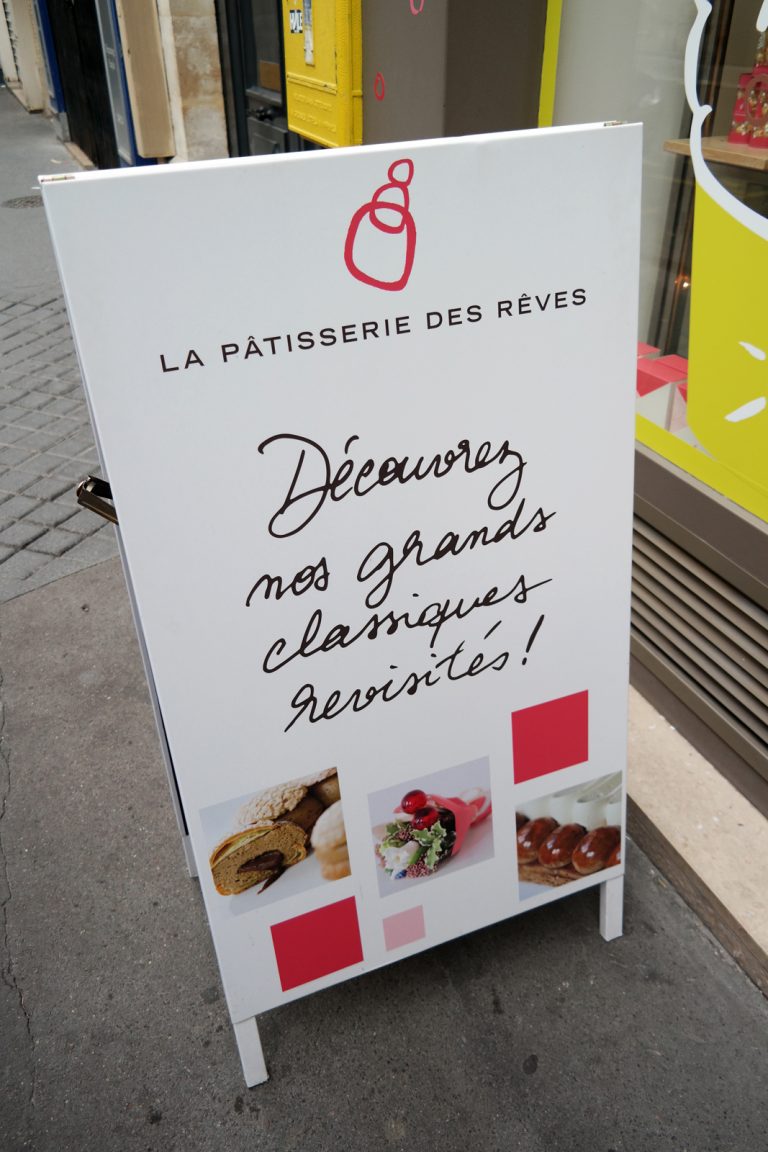 LA PÂTISSERIE DES RÊVES
Découvrez
nos grands
classiques
revisités!